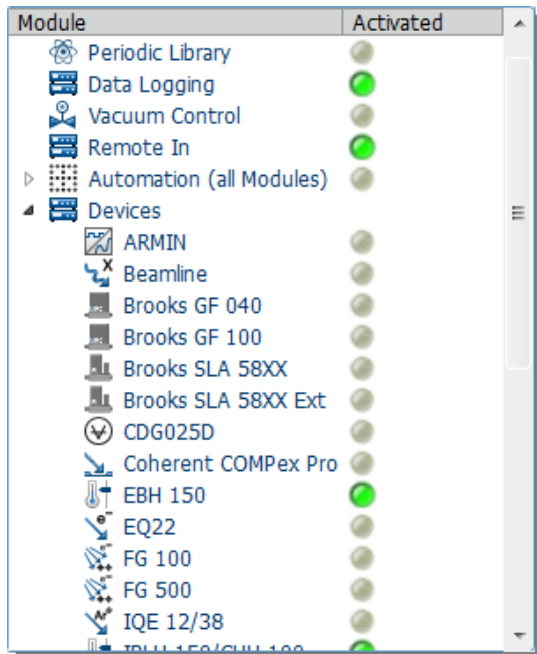 Module Activated
Periodic Library
Data Logging
Vacuum Control
Remote In
Automation (all Modules)
Devices
ARMIN
Beamline
Brooks GF 040
Brooks GF 100
Brooks SLA 58XX
Brooks SLA 58XX Ext
CDG025D
Coherent COMPex Pro
EBH 150
EQ22
FG 100
FG 500
IQE 12/38